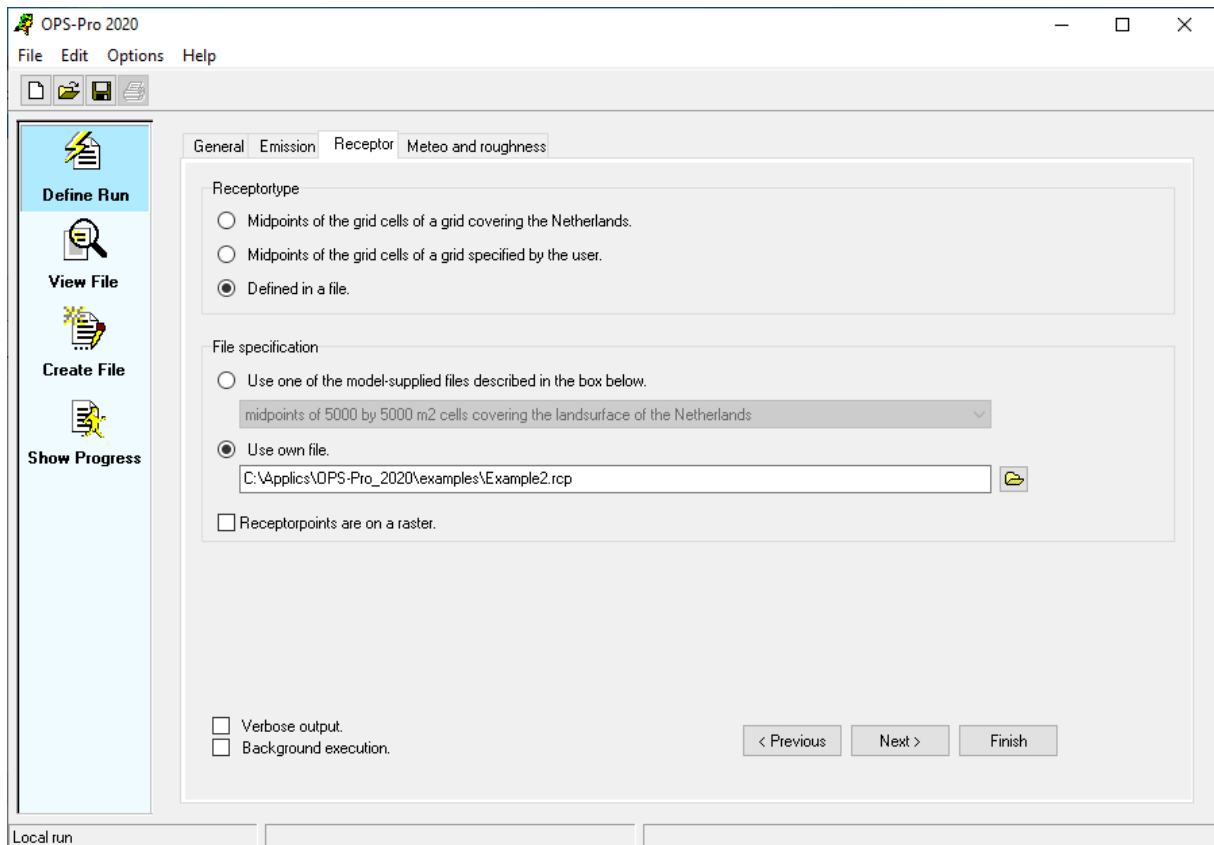 OPS-Pro 2020
File Edit Options Help
Define Run
View File
Create File
Show Progress
General Emission Receptor Meteo and roughness
Receptortype
Midpoints of the grid cells of a grid covering the Netherlands.
Midpoints of the grid cells of a grid specified by the user.
Defined in a file.
File specification
Use one of the model-supplied files described in the box below.
midpoints of 5000 by 5000 m2 cells covering the landsurface of the Netherlands
Use own file.
C:\Applics\OPS-Pro_2020\examples\Example2.rcp
Receptorpoints are on a raster.
Verbose output.
Background execution.
< Previous Next > Finish
Local run